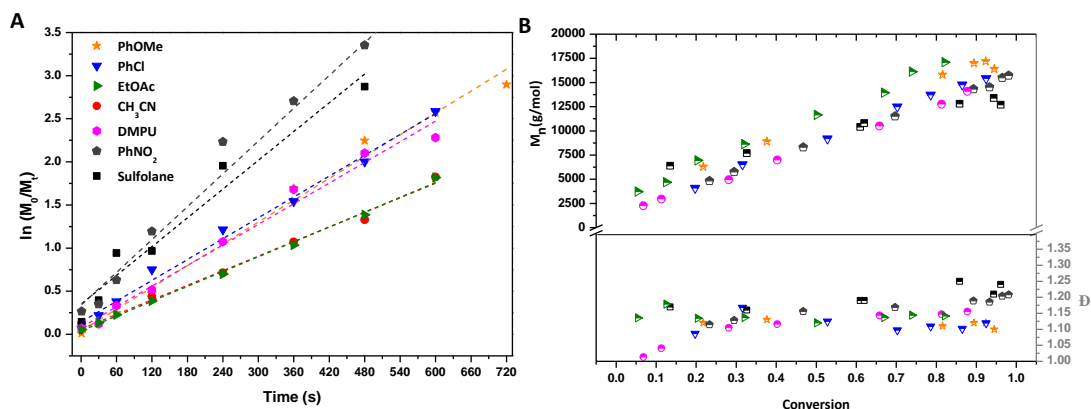 A
ln (M0/Mt)
3.5
3.0
2.5
2.0
1.5
1.0
0.5
0.0
PhOMe
PhCl
EtOAc
CH3CN
DMPU
PhNO2
Sulfolane
0 60 120 180 240 300 360 420 480 540 600 660 720
Time (s)
B
Mn(g/mol)
20000
17500
15000
12500
10000
7500
5000
2500
0
1.35
1.30
1.25
1.20
1.15
1.10
1.05
1.00
Đ
0.0 0.1 0.2 0.3 0.4 0.5 0.6 0.7 0.8 0.9 1.0
Conversion